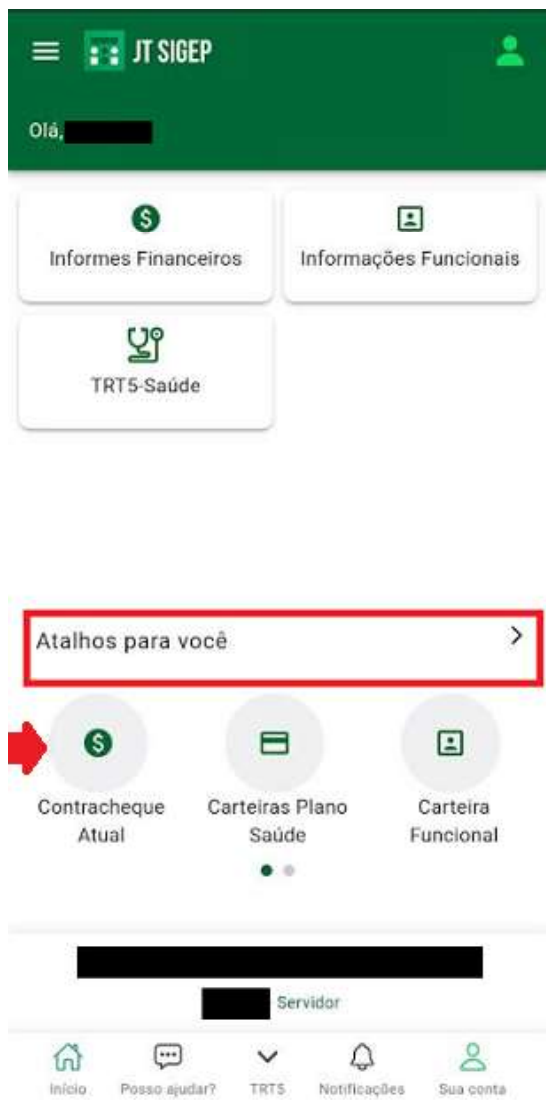 JT SIGEP
Olá,
Informes Financeiros
Informações Funcionais
TRT5-Saúde
Atalhos para você
Contracheque
Atual
Carteiras Plano
Saúde
Carteira
Funcional
Servidor
Início
Posso ajudar?
TRT5
Notificações
Sua conta